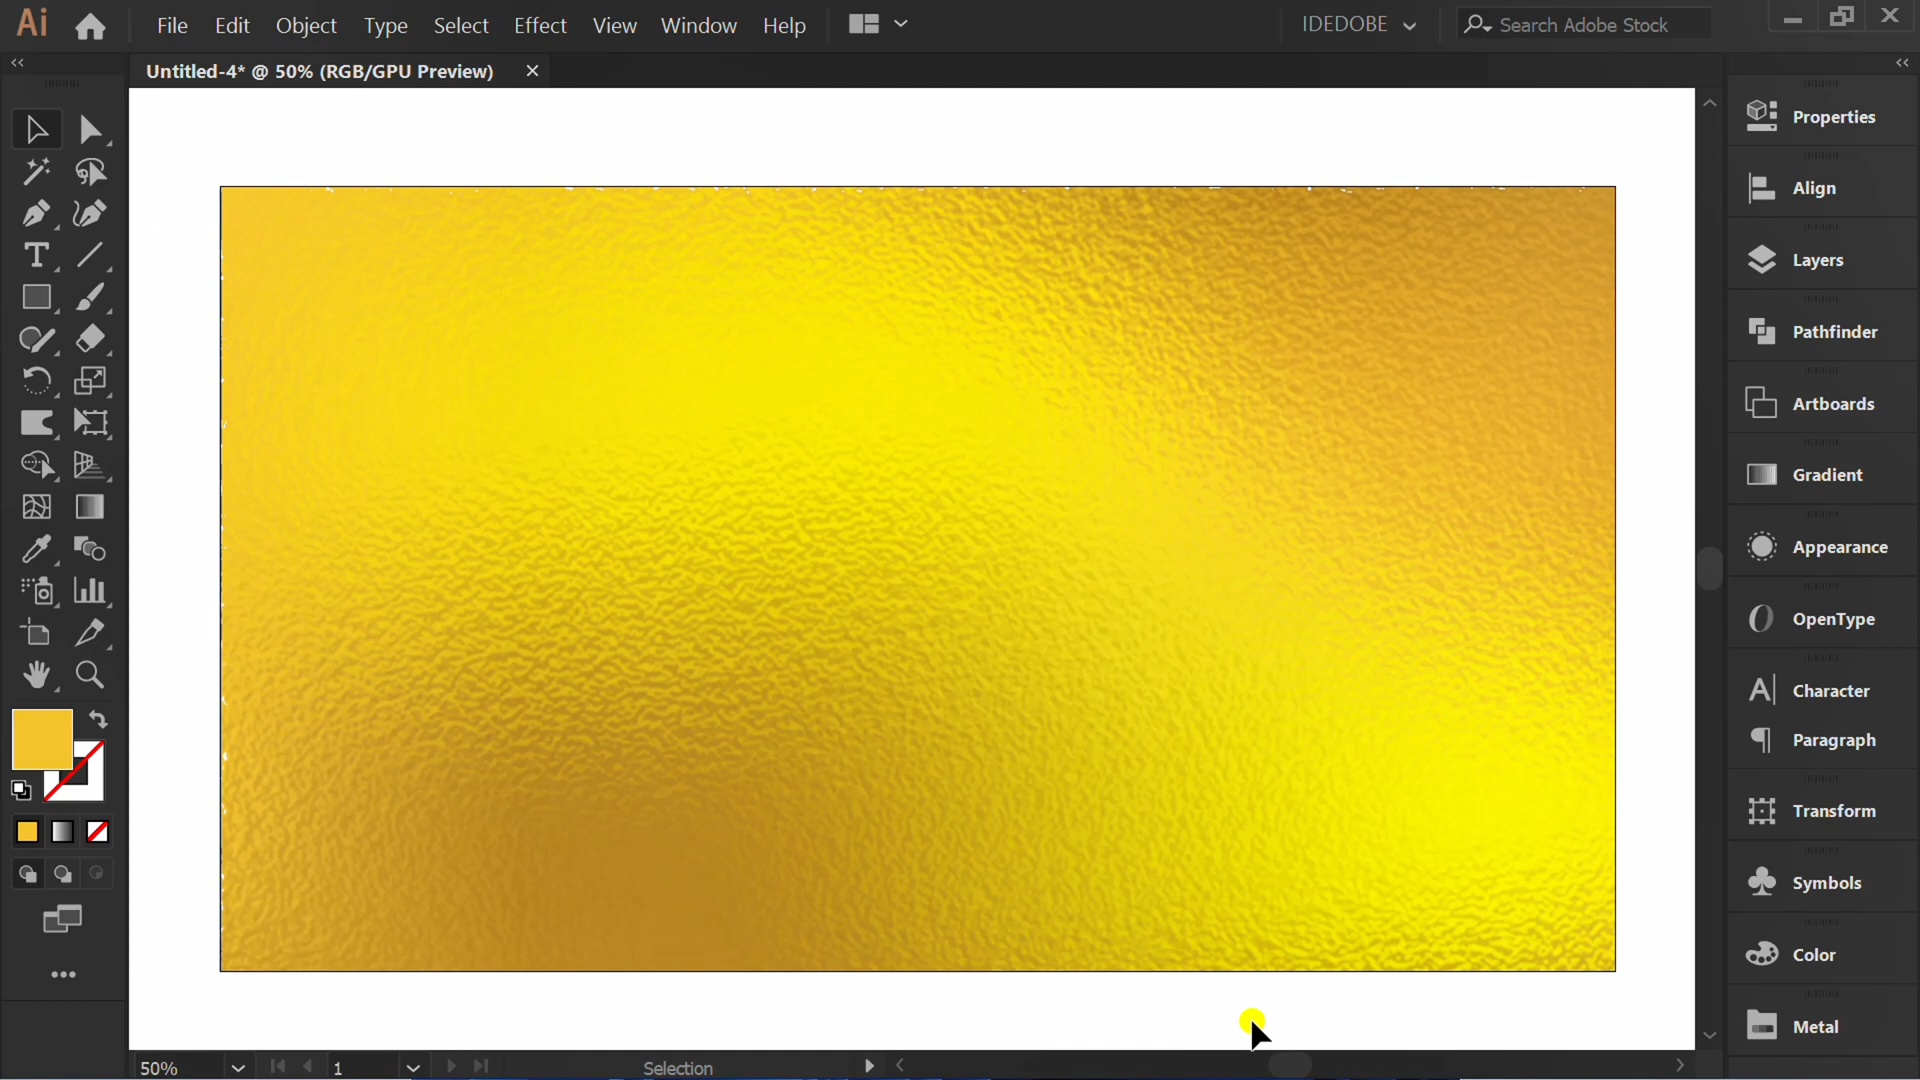 Ai File Edit Object Type Select Effect View Window Help IDEDOBE Search Adobe Stock
Untitled-4* @ 50% (RGB/GPU Preview)
Properties
Align
Layers
Pathfinder
Artboards
Gradient
Appearance
OpenType
Character
Paragraph
Transform
Symbols
Color
Metal
50% 1 Selection